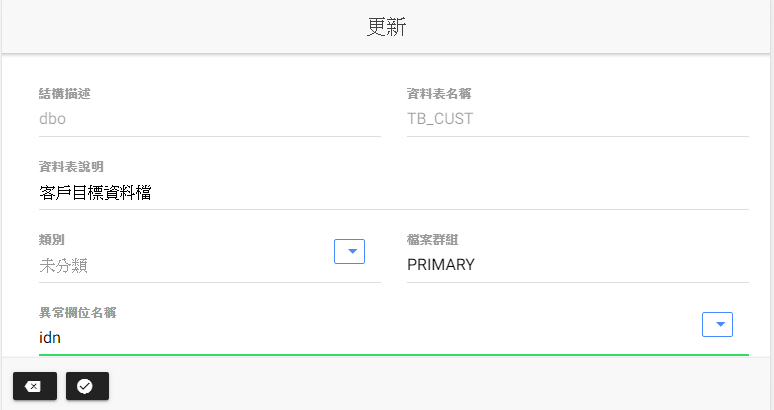 更新
結構描述
資料表名稱
dbo
TB_CUST
資料表說明
客戶目標資料檔
類別
檔案群組
未分類
PRIMARY
異常欄位名稱
idn